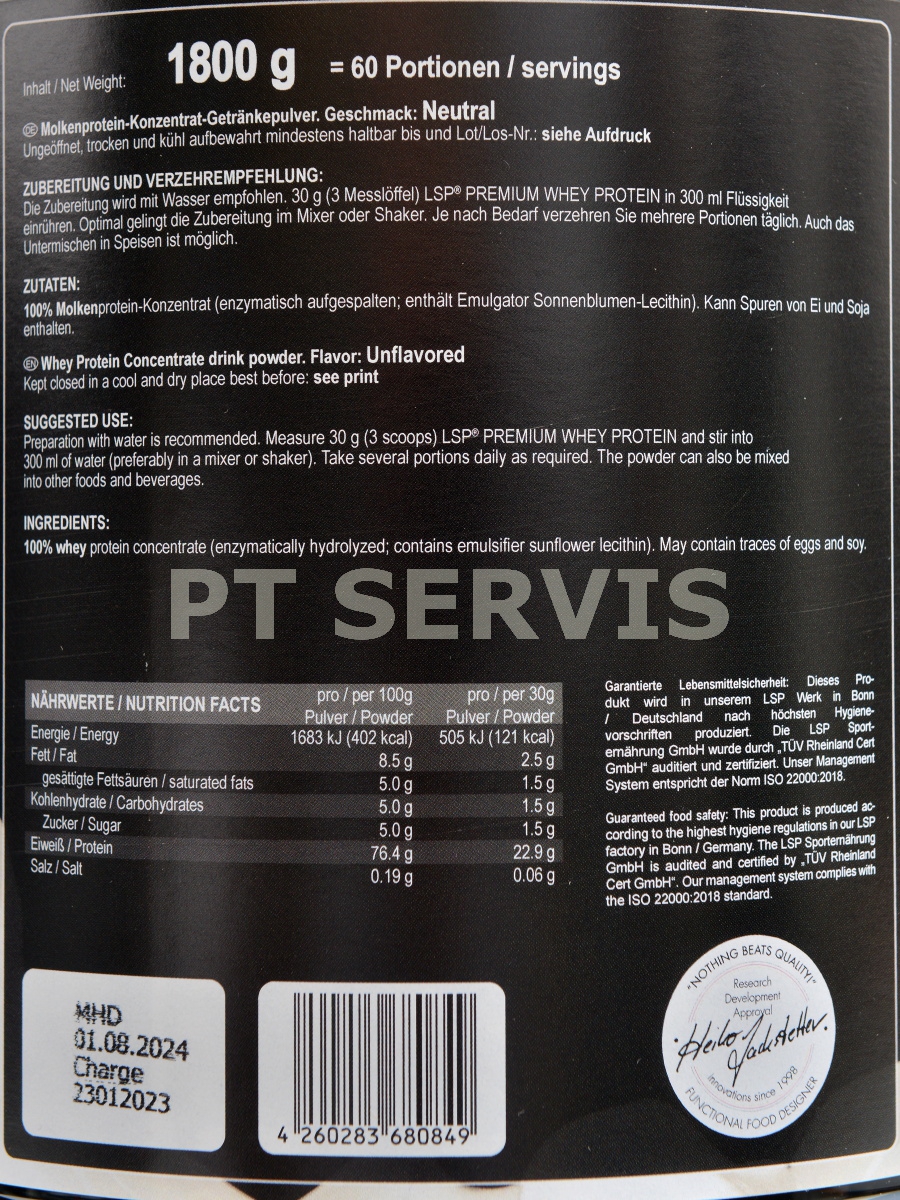 Inhalt / Net Weight: 1800 g = 60 Portionen / servings
DE Molkenprotein-Konzentrat-Getränkepulver. Geschmack: Neutral
Ungeöffnet, trocken und kühl aufbewahrt mindestens haltbar bis und Lot/Los-Nr.: siehe Aufdruck
ZUBEREITUNG UND VERZEHREMPFEHLUNG:
Die Zubereitung wird mit Wasser empfohlen. 30 g (3 Messlöffel) LSP® PREMIUM WHEY PROTEIN in 300 ml Flüssigkeit
einrühren. Optimal gelingt die Zubereitung im Mixer oder Shaker. Je nach Bedarf verzehren Sie mehrere Portionen täglich. Auch das
Untermischen in Speisen ist möglich.
ZUTATEN:
100% Molkenprotein-Konzentrat (enzymatisch aufgespalten; enthält Emulgator Sonnenblumen-Lecithin). Kann Spuren von Ei und Soja
enthalten.
EN Whey Protein Concentrate drink powder. Flavor: Unflavored
Kept closed in a cool and dry place best before: see print
SUGGESTED USE:
Preparation with water is recommended. Measure 30 g (3 scoops) LSP® PREMIUM WHEY PROTEIN and stir into
300 ml of water (preferably in a mixer or shaker). Take several portions daily as required. The powder can also be mixed
into other foods and beverages.
INGREDIENTS:
100% whey protein concentrate (enzymatically hydrolyzed; contains emulsifier sunflower lecithin). May contain traces of eggs and soy.
PT SERVIS
NÄHRWERTE / NUTRITION FACTS pro / per 100g pro / per 30g
Pulver / Powder Pulver / Powder
Energie / Energy 1683 kJ (402 kcal) 505 kJ (121 kcal)
Fett / Fat 8.5 g 2.5 g
gesättigte Fettsäuren / saturated fats 5.0 g 1.5 g
Kohlenhydrate / Carbohydrates 5.0 g 1.5 g
Zucker / Sugar 5.0 g 1.5 g
Eiweiß / Protein 76.4 g 22.9 g
Salz / Salt 0.19 g 0.06 g
Garantierte Lebensmittelsicherheit: Dieses Pro-
dukt wird in unserem LSP Werk in Bonn
/ Deutschland nach höchsten Hygiene-
vorschriften produziert. Die LSP Sport-
ernährung GmbH wurde durch „TÜV Rheinland Cert
GmbH“ auditiert und zertifiziert. Unser Management
System entspricht der Norm ISO 22000:2018.
Guaranteed food safety: This product is produced ac-
cording to the highest hygiene regulations in our LSP
factory in Bonn / Germany. The LSP Sporternährung
GmbH is audited and certified by „TÜV Rheinland
Cert GmbH“. Our management system complies with
the ISO 22000:2018 standard.
MHD
01.08.2024
Charge
23012023
4 260283 680849
"NOTHING BEATS QUALITY!"
Research
Development
Approval
Heiko Jackstetter.
innovations since 1998
FUNCTIONAL FOOD DESIGNER